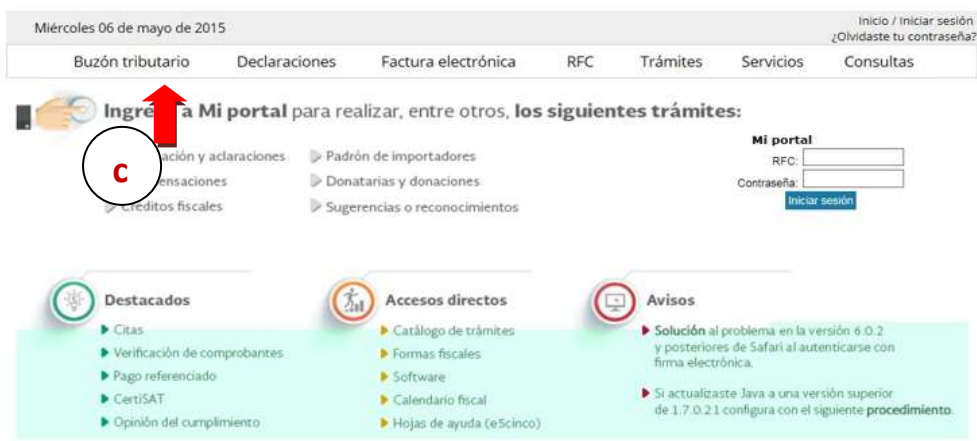 Miércoles 06 de mayo de 2015
Inicio / Iniciar sesión
¿Olvidaste tu contraseña?
Buzón tributario Declaraciones Factura electrónica RFC Trámites Servicios Consultas
a Mi portal para realizar, entre otros, los siguientes trámites:
y aclaraciones
Padrón de importadores
Donatarias y donaciones
Créditos fiscales
Sugerencias o reconocimientos
c
Mi portal
RFC:
Contraseña:
Iniciar sesión
Destacados
Citas
Verificación de comprobantes
Pago referenciado
CertiSAT
Opinión del cumplimiento
Accesos directos
Catálogo de trámites
Formas fiscales
Software
Calendario fiscal
Hojas de ayuda (e5cinco)
Avisos
Solución al problema en la versión 6.0.2
y posteriores de Safari al autenticarse con
firma electrónica.
Si actualizaste Java a una versión superior
de 1.7.0.21 configura con el siguiente procedimiento.